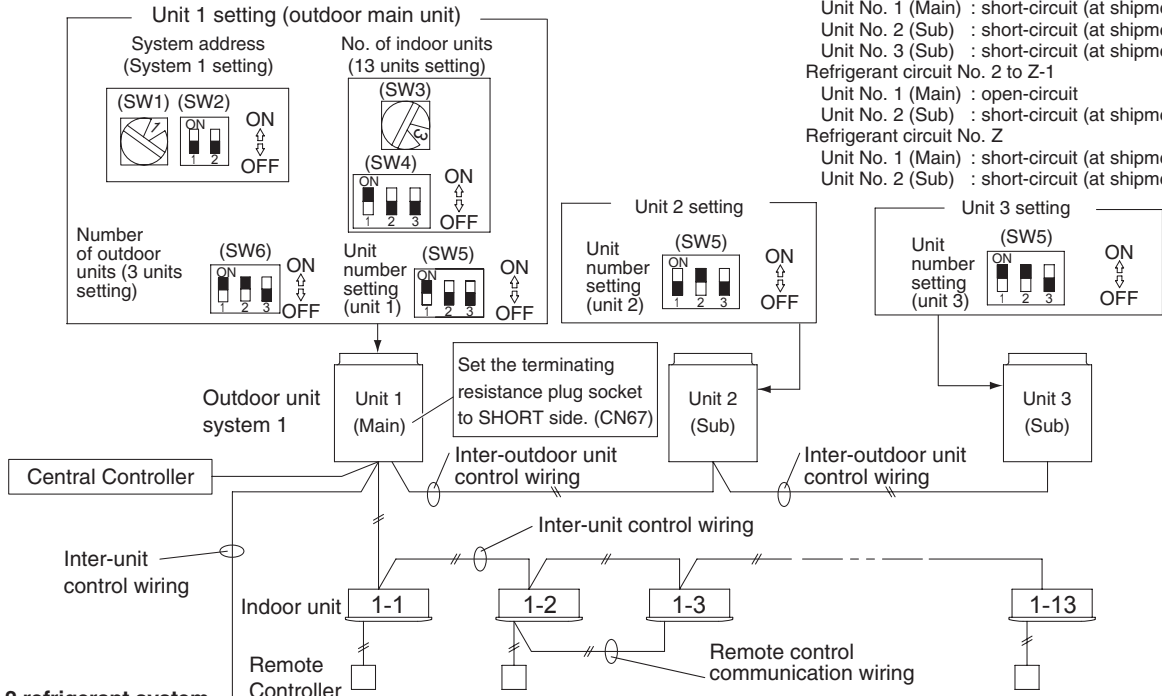 Unit No. 1 (Main) : short-circuit (at shipme
Unit No. 2 (Sub) : short-circuit (at shipme
Unit No. 3 (Sub) : short-circuit (at shipme
Refrigerant circuit No. 2 to Z-1
Unit No. 1 (Main) : open-circuit
Unit No. 2 (Sub) : short-circuit (at shipme
Refrigerant circuit No. Z
Unit No. 1 (Main) : short-circuit (at shipme
Unit No. 2 (Sub) : short-circuit (at shipme
Unit 1 setting (outdoor main unit)
System address
(System 1 setting)
(SW1) (SW2)
1
ON
1 2
ON
OFF
No. of indoor units
(13 units setting)
(SW3)
3
(SW4)
ON
1 2 3
ON
OFF
Number
of outdoor
units (3 units
setting)
(SW6)
ON
1 2 3
ON
OFF
Unit
number
setting
(unit 1)
(SW5)
ON
1 2 3
ON
OFF
Unit 2 setting
Unit
number
setting
(unit 2)
(SW5)
ON
1 2 3
ON
OFF
Unit 3 setting
Unit
number
setting
(unit 3)
(SW5)
ON
1 2 3
ON
OFF
Outdoor unit
system 1
Unit 1
(Main)
Set the terminating
resistance plug socket
to SHORT side. (CN67)
Unit 2
(Sub)
Unit 3
(Sub)
Central Controller
Inter-outdoor unit
control wiring
Inter-outdoor unit
control wiring
Inter-unit
control wiring
Inter-unit control wiring
Indoor unit
1-1
1-2
1-3
1-13
Remote
Controller
Remote control
communication wiring
2 refrigerant system